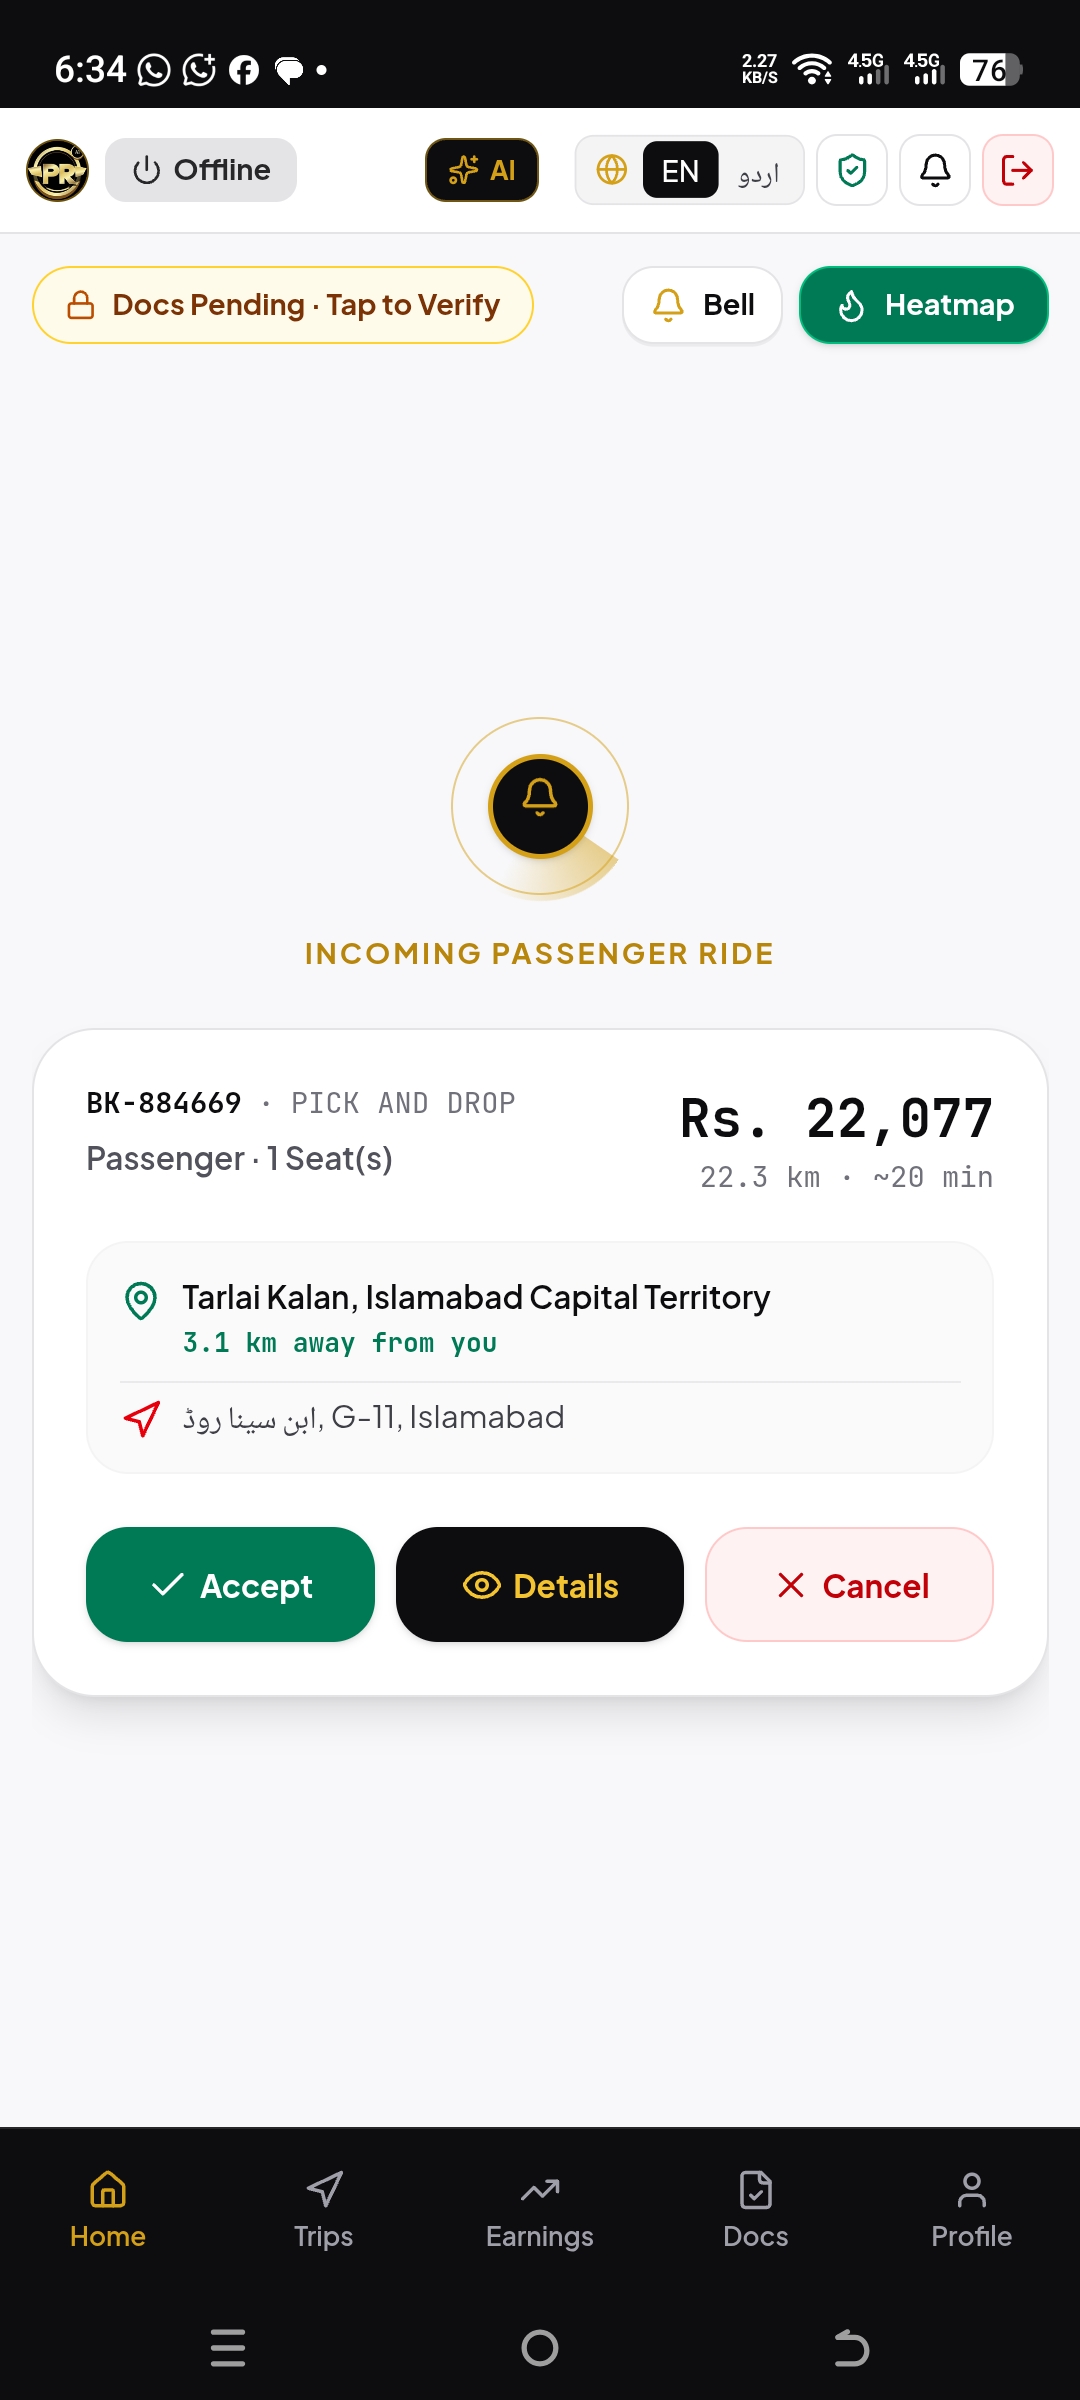 6:34
2.27 KB/S 4.5G 4.5G 76
PR Offline AI EN اردو
Docs Pending · Tap to Verify Bell Heatmap
INCOMING PASSENGER RIDE
BK-884669 · PICK AND DROP
Rs. 22,077
Passenger · 1 Seat(s)
22.3 km · ~20 min
Tarlai Kalan, Islamabad Capital Territory
3.1 km away from you
ابن سینا روڈ, G-11, Islamabad
Accept Details Cancel
Home Trips Earnings Docs Profile